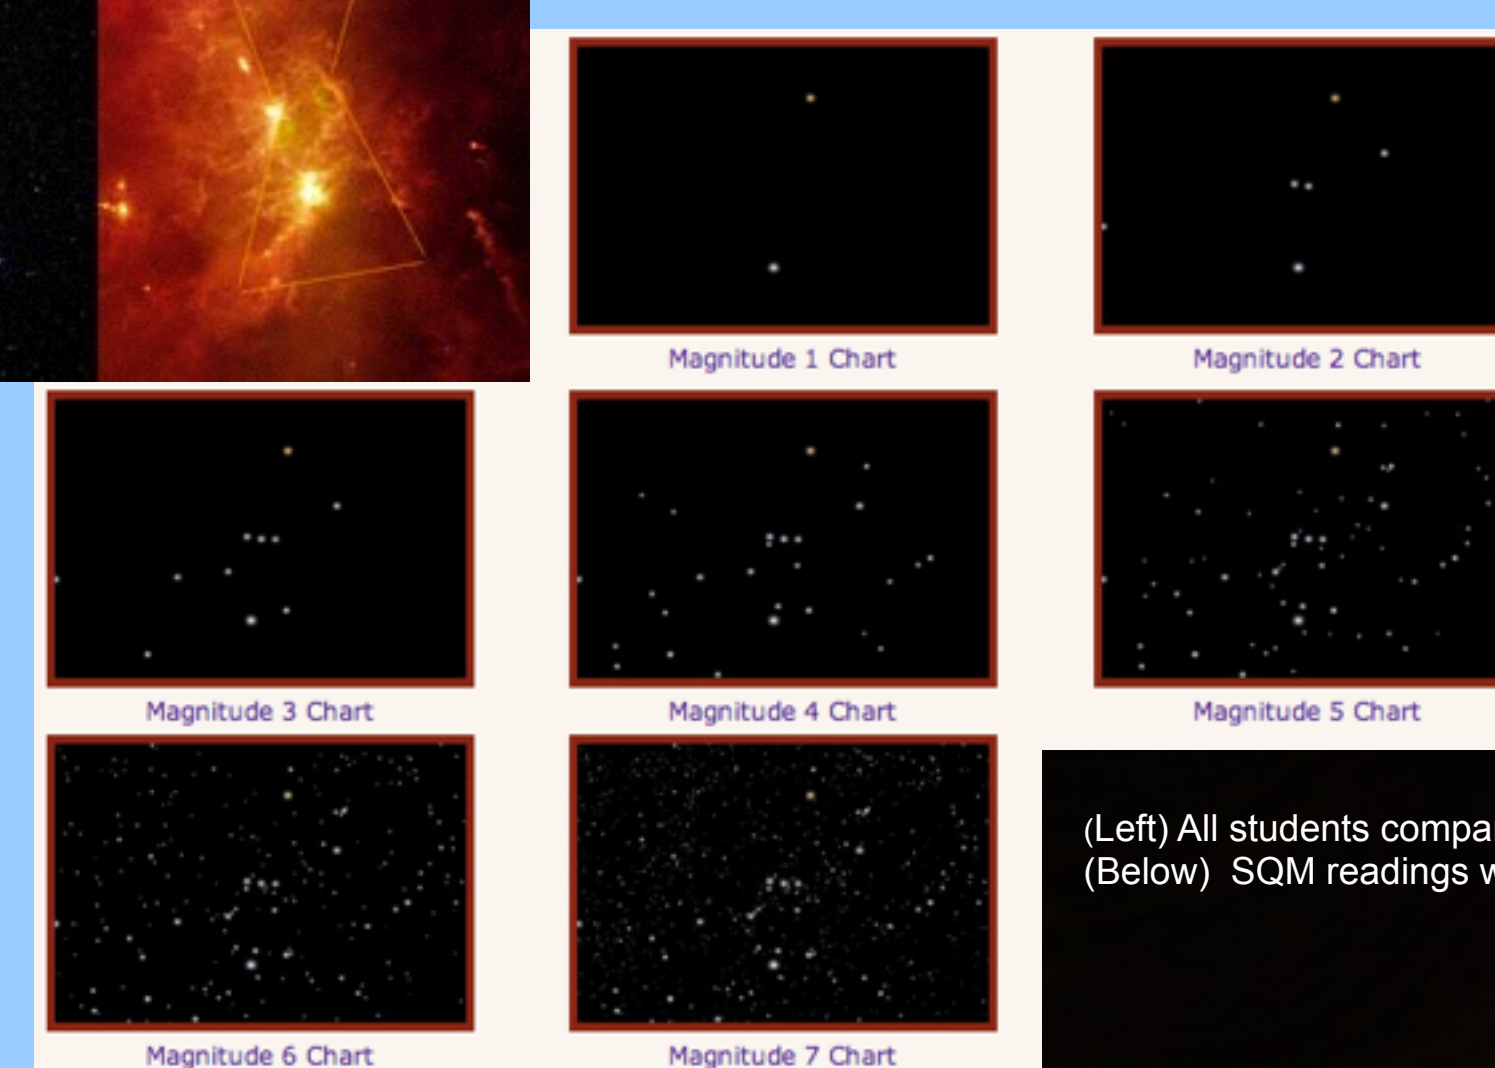 Magnitude 1 Chart
Magnitude 2 Chart
Magnitude 3 Chart
Magnitude 4 Chart
Magnitude 5 Chart
Magnitude 6 Chart
Magnitude 7 Chart
(Left) All students
(Below) SQM readings